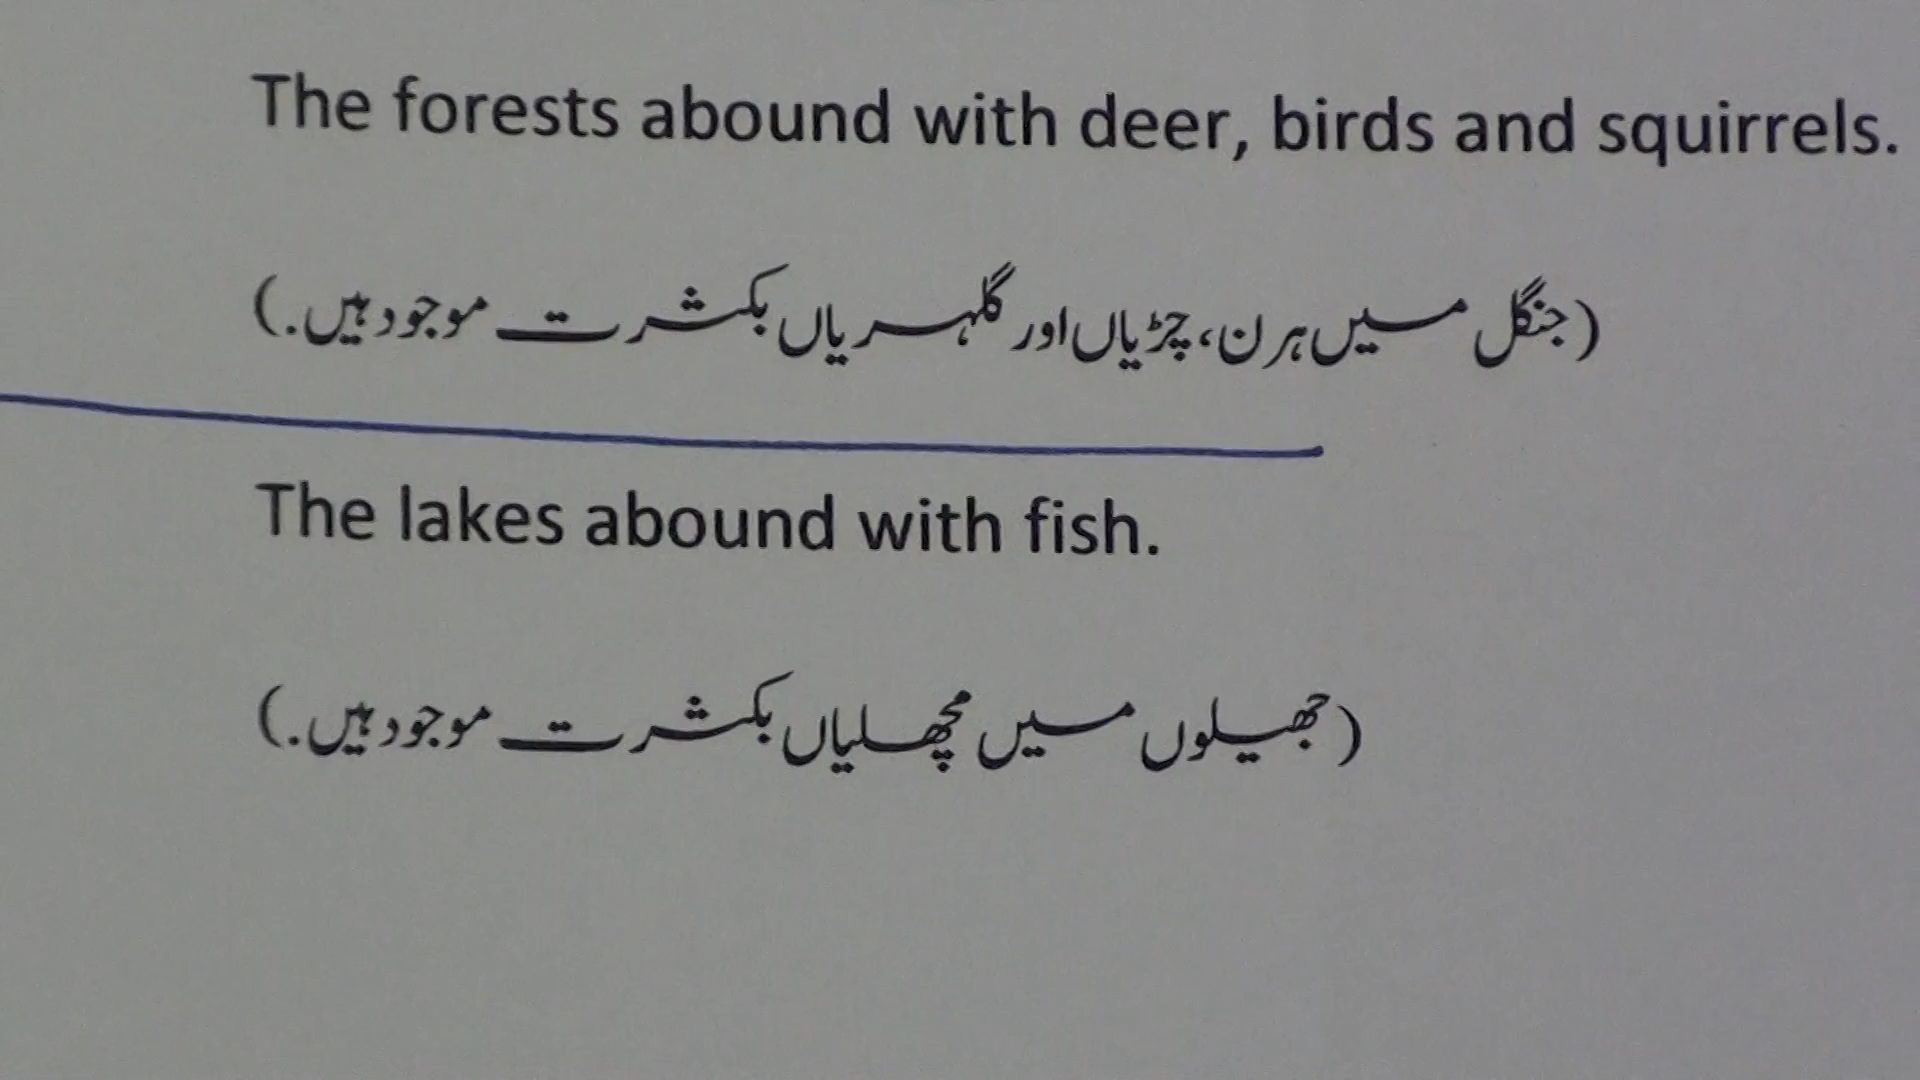 The forests abound with deer, birds and squirrels.
(جنگل میں ہرن، چڑیاں اور گلہریاں بکثرت موجود ہیں.)
The lakes abound with fish.
(جھیلوں میں مچھلیاں بکثرت موجود ہیں.)